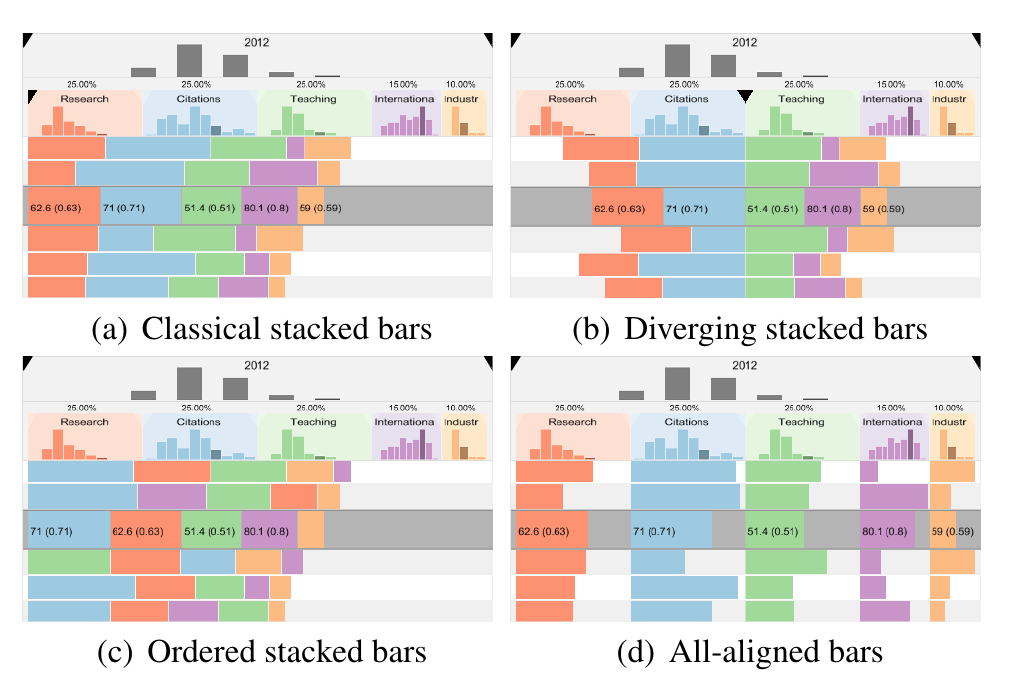 2012
25.00% 25.00% 25.00% 15.00% 10.00%
Research Citations Teaching Internationa Industr
62.6 (0.63) 71 (0.71) 51.4 (0.51) 80.1 (0.8) 59 (0.59)
(a) Classical stacked bars
2012
25.00% 25.00% 25.00% 15.00% 10.00%
Research Citations Teaching Internationa Industr
62.6 (0.63) 71 (0.71) 51.4 (0.51) 80.1 (0.8) 59 (0.59)
(b) Diverging stacked bars
2012
25.00% 25.00% 25.00% 15.00% 10.00%
Research Citations Teaching Internationa Industr
71 (0.71) 62.6 (0.63) 51.4 (0.51) 80.1 (0.8)
(c) Ordered stacked bars
2012
25.00% 25.00% 25.00% 15.00% 10.00%
Research Citations Teaching Internationa Industr
62.6 (0.63) 71 (0.71) 51.4 (0.51) 80.1 (0.8) 59 (0.59)
(d) All-aligned bars